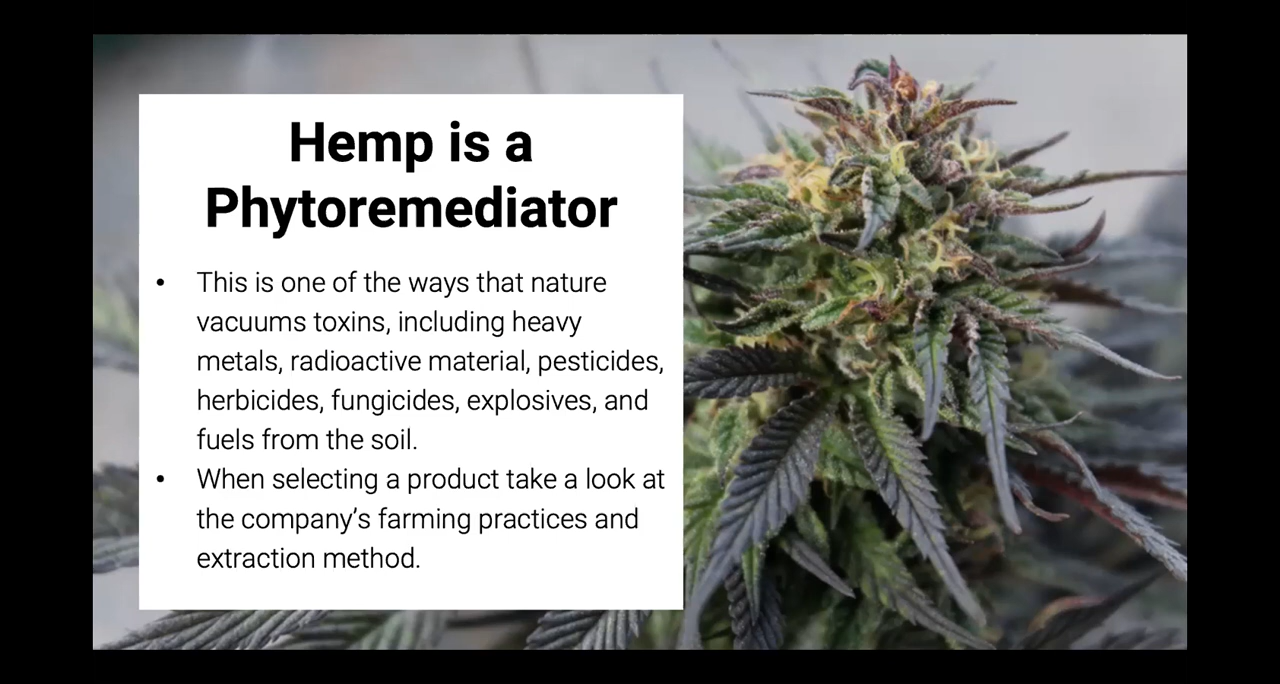 Hemp is a
Phytoremediator
• This is one of the ways that nature
vacuums toxins, including heavy
metals, radioactive material, pesticides,
herbicides, fungicides, explosives, and
fuels from the soil.
• When selecting a product take a look at
the company’s farming practices and
extraction method.